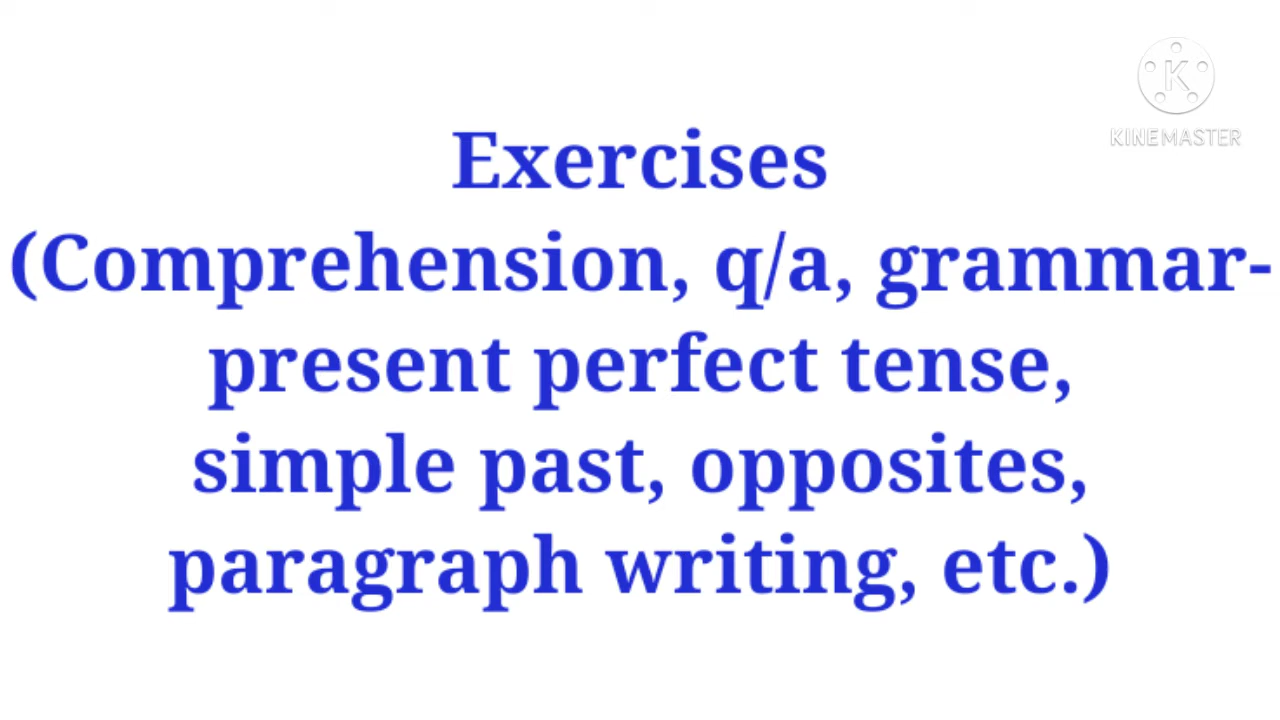 K
KINEMASTER
Exercises
(Comprehension, q/a, grammar-
present perfect tense,
simple past, opposites,
paragraph writing, etc.)